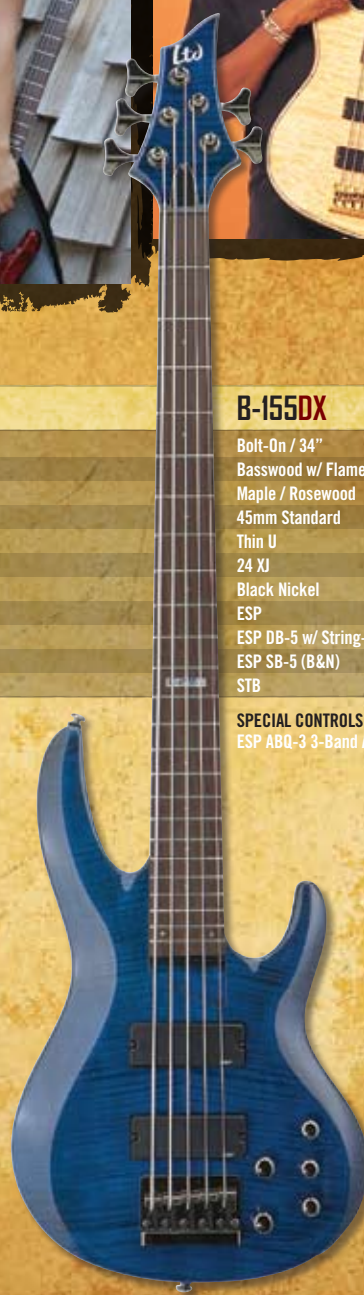 Ltd
B-155DX
Bolt-On / 34”
Basswood w/ Flame
Maple / Rosewood
45mm Standard
Thin U
24 XJ
Black Nickel
ESP
ESP DB-5 w/ String-
ESP SB-5 (B&N)
STB
SPECIAL CONTROLS
ESP ABQ-3 3-Band